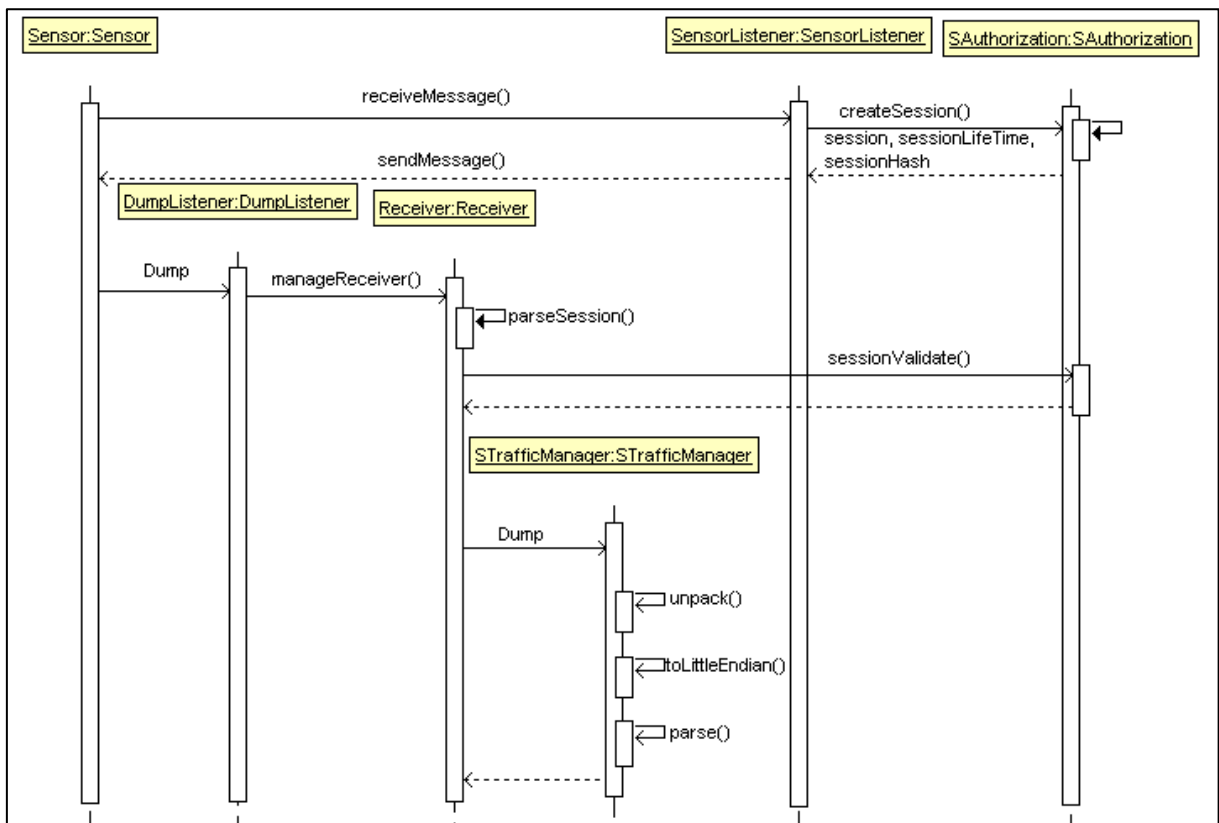 Sensor:Sensor
SensorListener:SensorListener
SAuthorization:SAuthorization
receiveMessage()
createSession()
session, sessionLifeTime,
sessionHash
sendMessage()
DumpListener:DumpListener
Receiver:Receiver
Dump
manageReceiver()
parseSession()
sessionValidate()
STrafficManager:STrafficManager
Dump
unpack()
toLittleEndian()
parse()